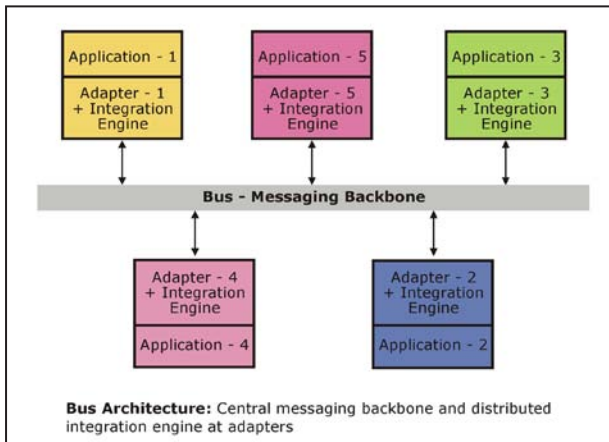 Application - 1
Adapter - 1
+ Integration
Engine
Application - 5
Adapter - 5
+ Integration
Engine
Application - 3
Adapter - 3
+ Integration
Engine
Bus - Messaging Backbone
Adapter - 4
+ Integration
Engine
Application - 4
Adapter - 2
+ Integration
Engine
Application - 2
Bus Architecture: Central messaging backbone and distributed
integration engine at adapters